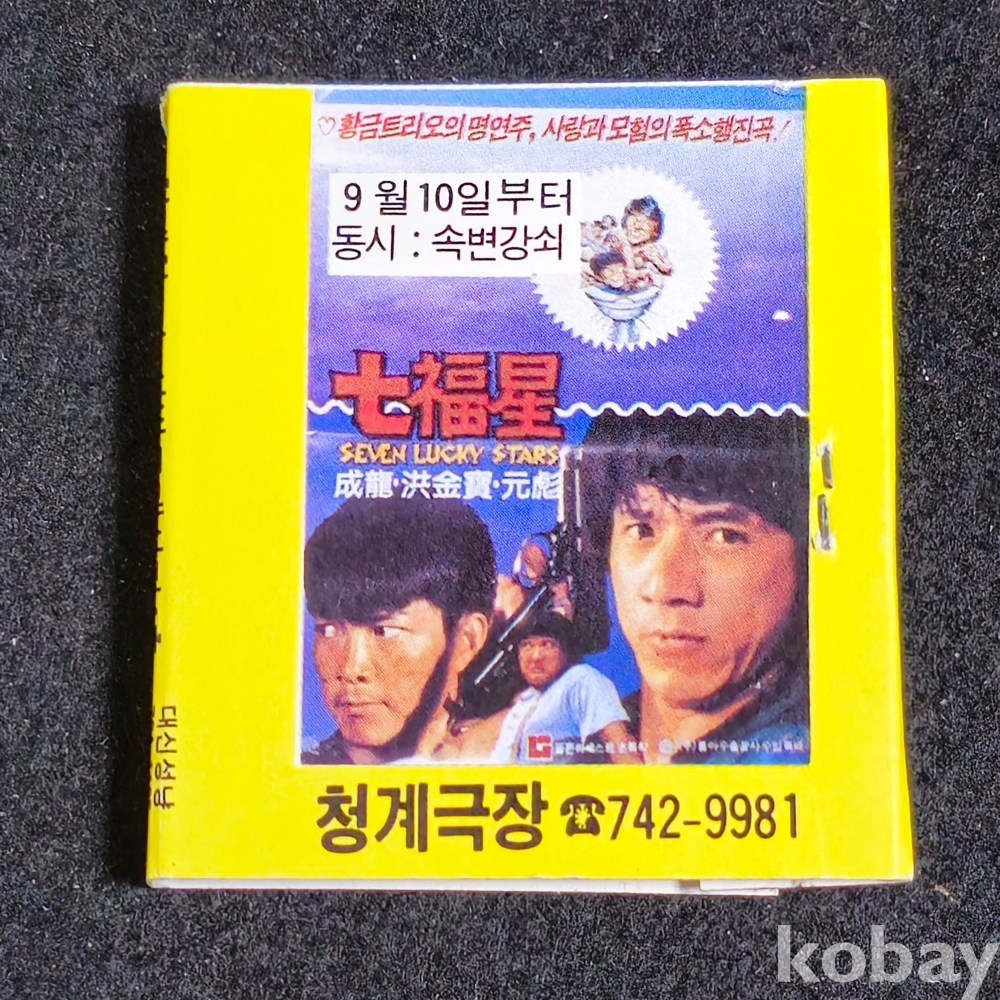 ♡황금트리오의 명연주, 사랑과 모험의 폭소행진곡!
9월 10일부터
동시 : 속변강쇠
七福星
SEVEN LUCKY STARS
成龍·洪金寶·元彪
청계극장 ☎742-9981
대신성냥
kobay